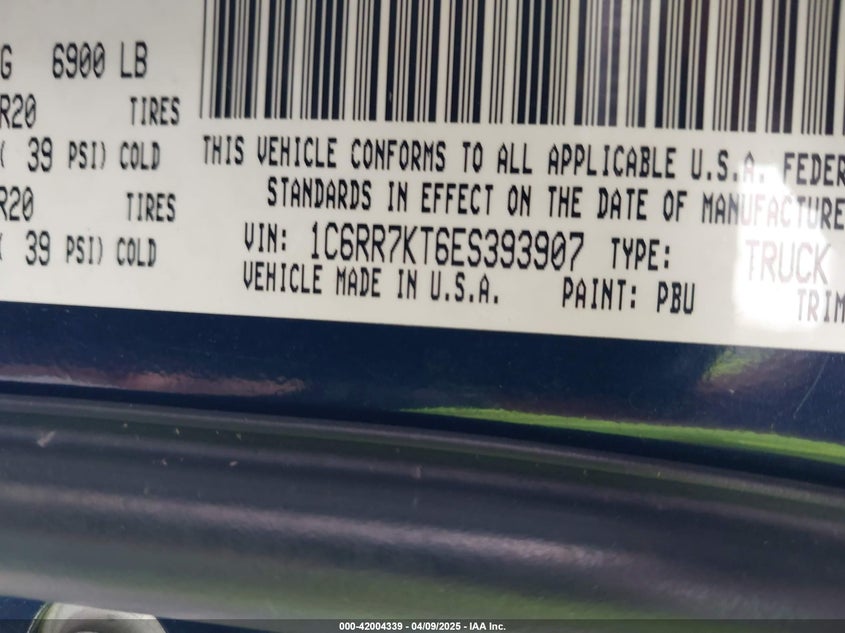 G 6900 LB
R20 TIRES
( 39 PSI) COLD
R20 TIRES
( 39 PSI) COLD
THIS VEHICLE CONFORMS TO ALL APPLICABLE U.S.A. FEDER
STANDARDS IN EFFECT ON THE DATE OF MANUFACTURE
VIN: 1C6RR7KT6ES393907 TYPE: TRUCK
VEHICLE MADE IN U.S.A. PAINT: PBU TRIM
000-42004339 - 04/09/2025 - IAA Inc.